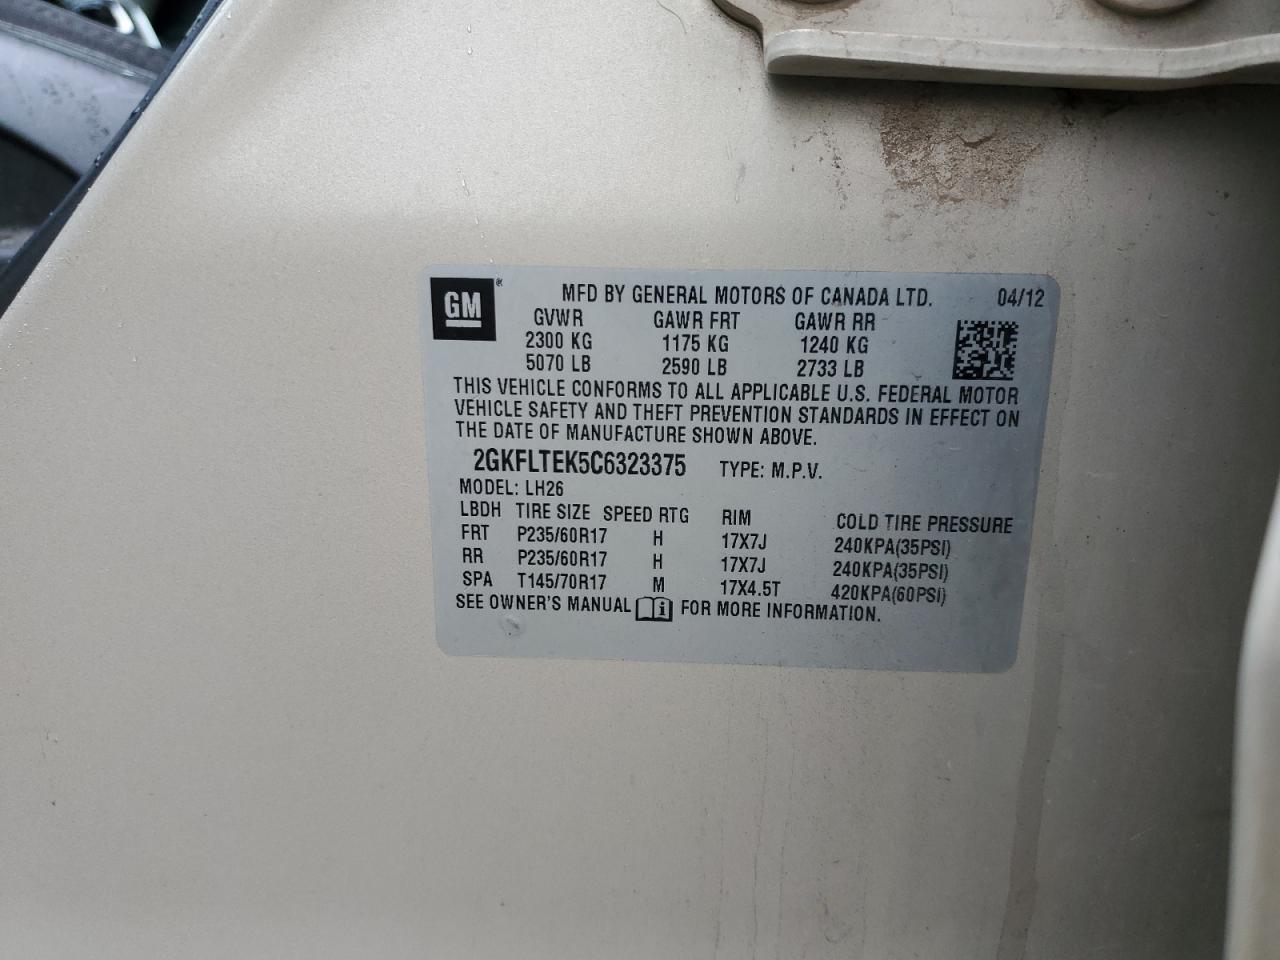 GM ® MFD BY GENERAL MOTORS OF CANADA LTD. 04/12
GVWR GAWR FRT GAWR RR
2300 KG 1175 KG 1240 KG
5070 LB 2590 LB 2733 LB
THIS VEHICLE CONFORMS TO ALL APPLICABLE U.S. FEDERAL MOTOR
VEHICLE SAFETY AND THEFT PREVENTION STANDARDS IN EFFECT ON
THE DATE OF MANUFACTURE SHOWN ABOVE.
2GKFLTEK5C6323375 TYPE: M.P.V.
MODEL: LH26
LBDH TIRE SIZE SPEED RTG RIM COLD TIRE PRESSURE
FRT P235/60R17 H 17X7J 240KPA(35PSI)
RR P235/60R17 H 17X7J 240KPA(35PSI)
SPA T145/70R17 M 17X4.5T 420KPA(60PSI)
SEE OWNER'S MANUAL i FOR MORE INFORMATION.